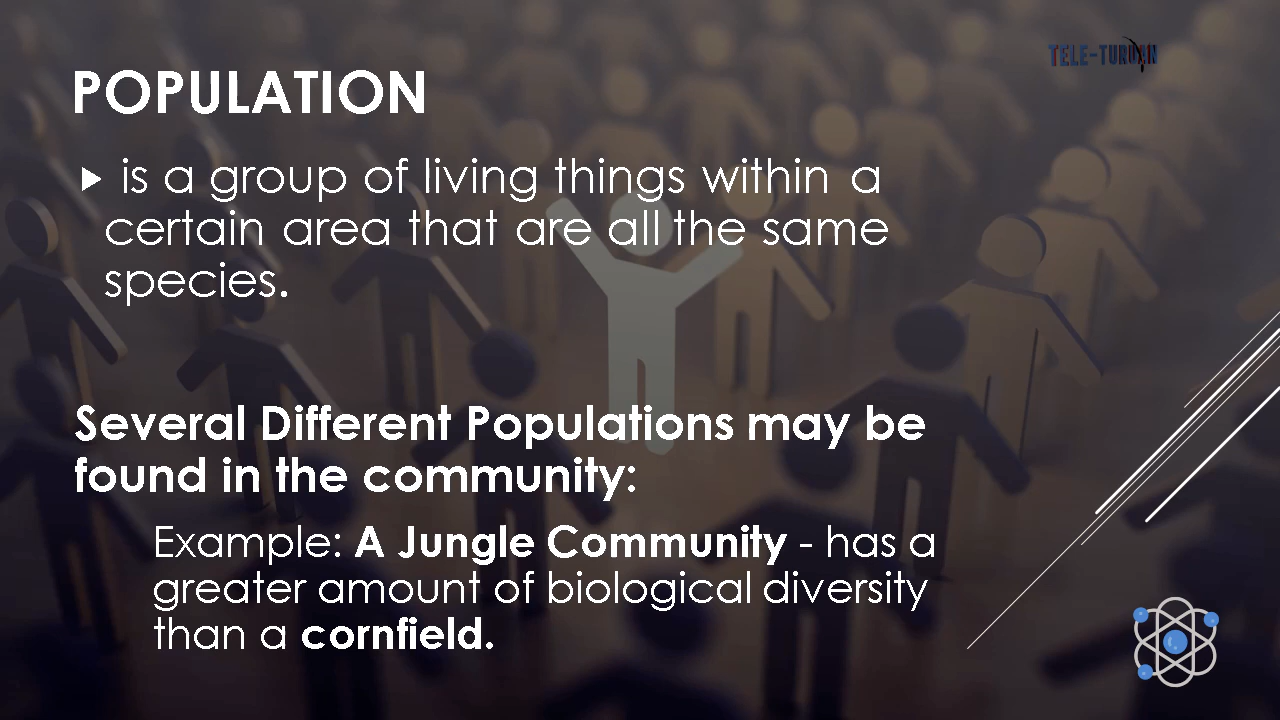 TELE-TURUAN
POPULATION
is a group of living things within a
certain area that are all the same
species.
Several Different Populations may be
found in the community:
Example: A Jungle Community - has a
greater amount of biological diversity
than a cornfield.